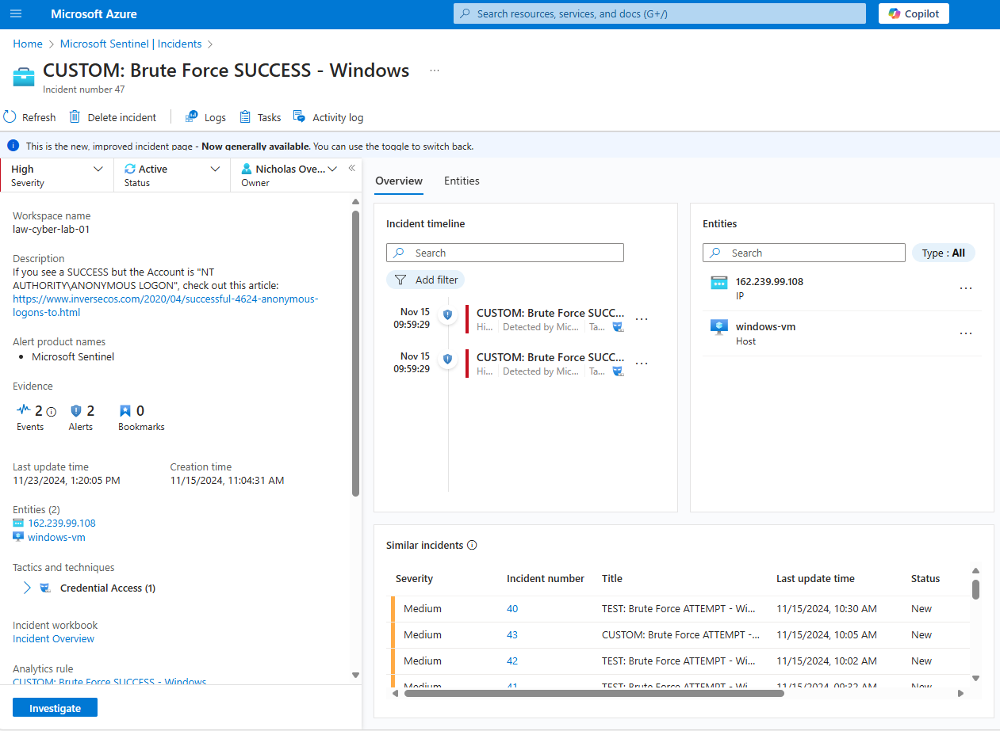 Microsoft Azure
Search resources, services, and docs (G+/)
Copilot
Home > Microsoft Sentinel | Incidents >
CUSTOM: Brute Force SUCCESS - Windows ...
Incident number 47
Refresh
Delete incident
Logs
Tasks
Activity log
This is the new, improved incident page - Now generally available. You can use the toggle to switch back.
High
Severity
Active
Status
Nicholas Ove...
Owner
Workspace name
law-cyber-lab-01
Description
If you see a SUCCESS but the Account is "NT
AUTHORITY\ANONYMOUS LOGON", check out this article:
https://www.inversecos.com/2020/04/successful-4624-anonymous-
logons-to.html
Alert product names
• Microsoft Sentinel
Evidence
2
Events
2
Alerts
0
Bookmarks
Last update time
11/23/2024, 1:20:05 PM
Creation time
11/15/2024, 11:04:31 AM
Entities (2)
162.239.99.108
windows-vm
Tactics and techniques
Credential Access (1)
Incident workbook
Incident Overview
Analytics rule
CUSTOM: Brute Force SUCCESS - Windows
Investigate
Overview
Entities
Incident timeline
Search
Add filter
Nov 15
09:59:29
CUSTOM: Brute Force SUCC...
Hi... | Detected by Mic... | Ta...
Nov 15
09:59:29
CUSTOM: Brute Force SUCC...
Hi... | Detected by Mic... | Ta...
Entities
Search
Type : All
162.239.99.108
IP
windows-vm
Host
Similar incidents
Severity Incident number Title Last update time Status
Medium 40 TEST: Brute Force ATTEMPT - Wi... 11/15/2024, 10:30 AM New
Medium 43 CUSTOM: Brute Force ATTEMPT -... 11/15/2024, 10:05 AM New
Medium 42 TEST: Brute Force ATTEMPT - Wi... 11/15/2024, 10:02 AM New
Medium 41 TEST: Brute Force ATTEMPT - Wi... 11/15/2024, 09:32 AM New